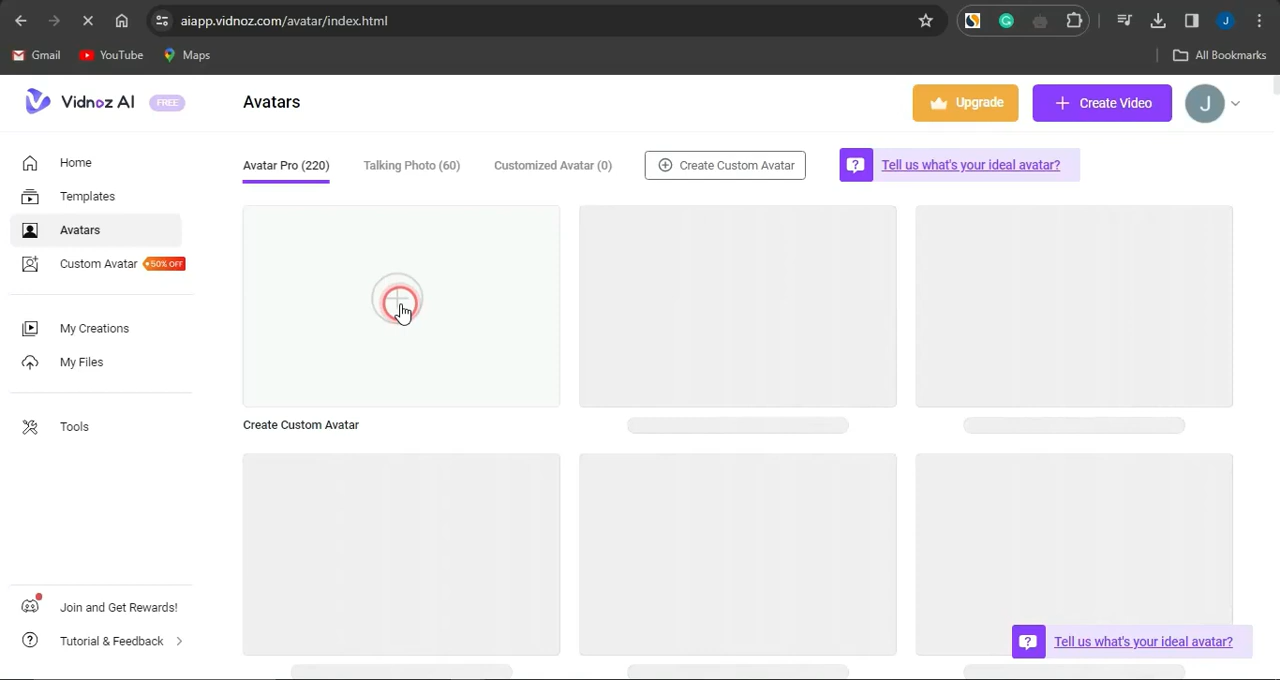 aiapp.vidnoz.com/avatar/index.html
Gmail YouTube Maps All Bookmarks
Vidnoz AI FREE
Avatars
Upgrade
Create Video
J
Home
Templates
Avatars
Custom Avatar 50% OFF
My Creations
My Files
Tools
Join and Get Rewards!
Tutorial & Feedback
Avatar Pro (220) Talking Photo (60) Customized Avatar (0) Create Custom Avatar
Tell us what's your ideal avatar?
Create Custom Avatar
Tell us what's your ideal avatar?